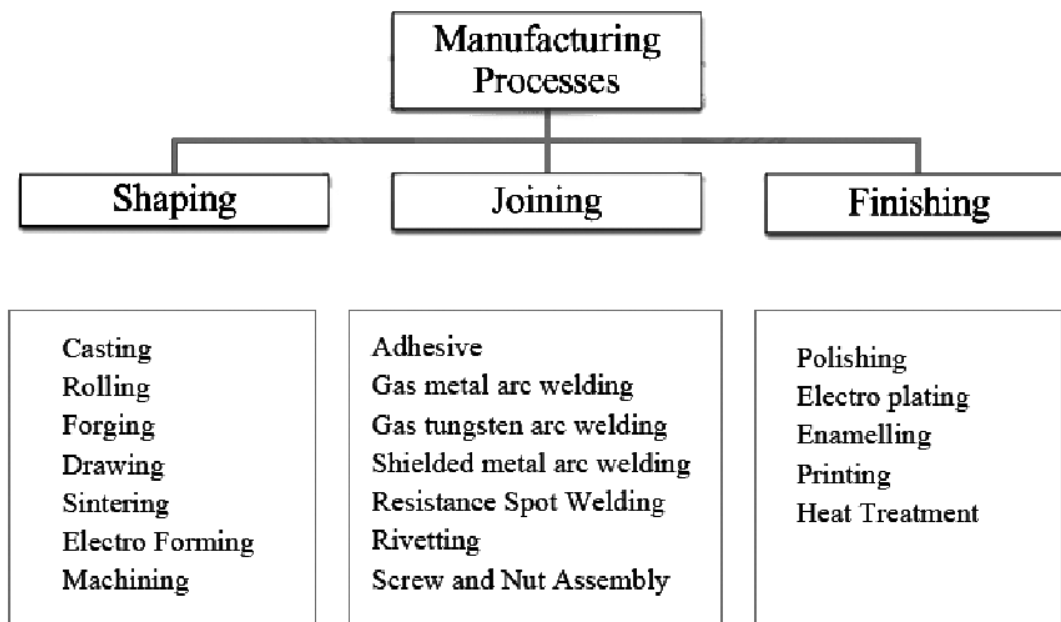 Manufacturing
Processes
Shaping
Joining
Finishing
Casting
Rolling
Forging
Drawing
Sintering
Electro Forming
Machining
Adhesive
Gas metal arc welding
Gas tungsten arc welding
Shielded metal arc welding
Resistance Spot Welding
Rivetting
Screw and Nut Assembly
Polishing
Electro plating
Enamelling
Printing
Heat Treatment